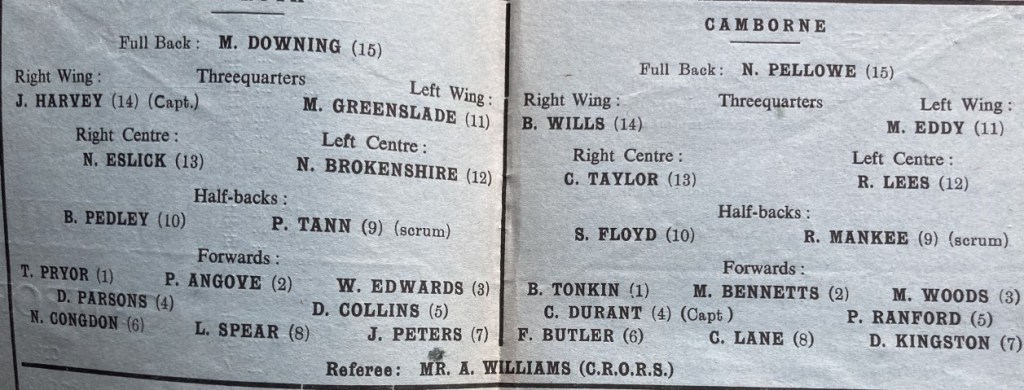 Full Back : M. DOWNING (15)
Right Wing : Threequarters Left Wing :
J. HARVEY (14) (Capt.) M. GREENSLADE (11)
Right Centre : Left Centre :
N. ESLICK (13) N. BROKENSHIRE (12)
Half-backs :
B. PEDLEY (10) P. TANN (9) (scrum)
Forwards :
T. PRYOR (1) P. ANGOVE (2) W. EDWARDS (3)
D. PARSONS (4) D. COLLINS (5)
N. CONGDON (6) L. SPEAR (8) J. PETERS (7)
CAMBORNE
Full Back : N. PELLOWE (15)
Right Wing : Threequarters Left Wing :
B. WILLS (14) M. EDDY (11)
Right Centre : Left Centre :
C. TAYLOR (13) R. LEES (12)
Half-backs :
S. FLOYD (10) R. MANKEE (9) (scrum)
Forwards :
B. TONKIN (1) M. BENNETTS (2) M. WOODS (3)
C. DURANT (4) (Capt ) P. RANFORD (5)
F. BUTLER (6) C. LANE (8) D. KINGSTON (7)
Referee : MR. A. WILLIAMS (C.R.O.R.S.)